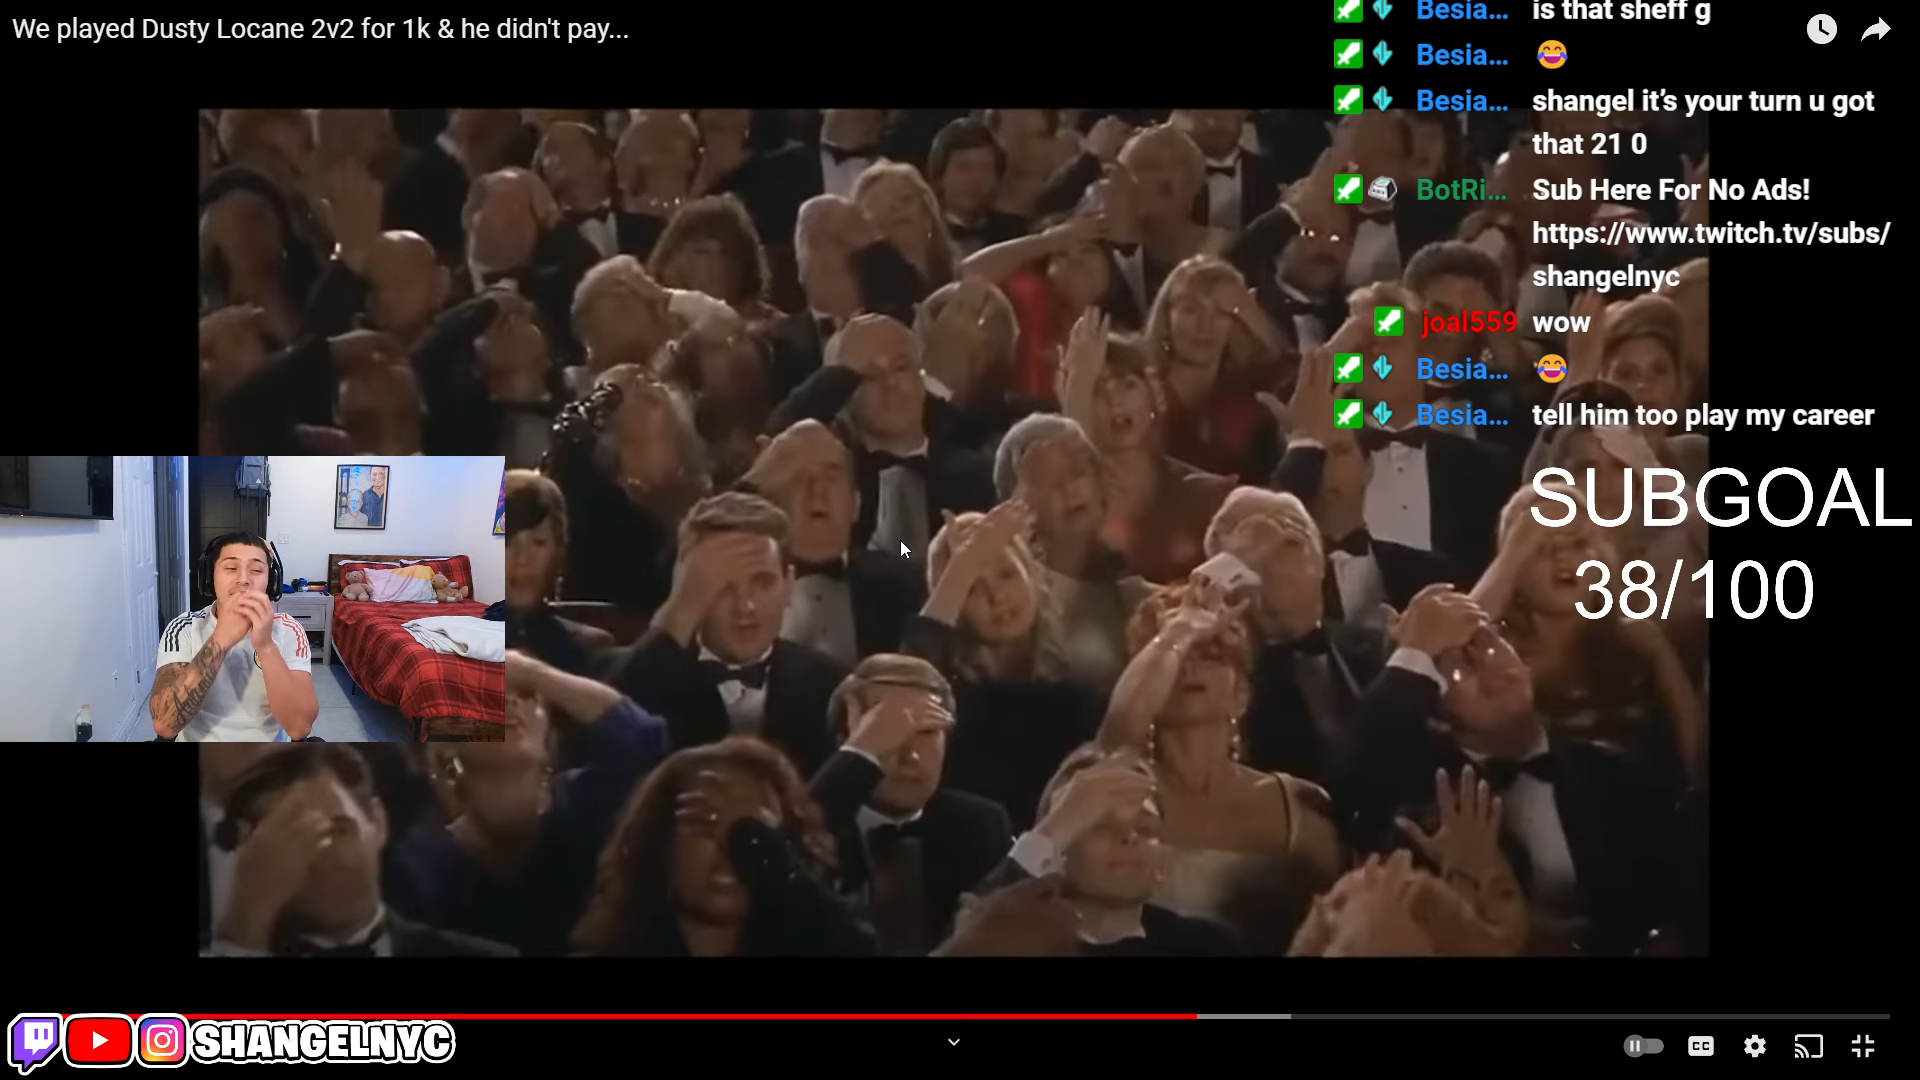 We played Dusty Locane 2v2 for 1k & he didn't pay...
Besia... is that sheff g
Besia... 😂
Besia... shangel it’s your turn u got
that 21 0
BotRi... Sub Here For No Ads!
https://www.twitch.tv/subs/
shangelnyc
joal559 wow
Besia... 😂
Besia... tell him too play my career
SUBGOAL
38/100
SHANGELNYC
CC